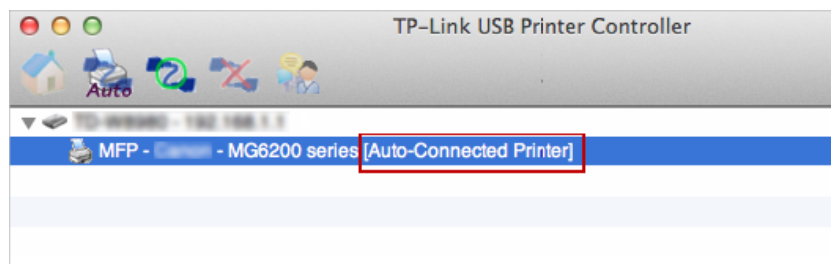 TP-Link USB Printer Controller
Auto
MFP - - MG6200 series [Auto-Connected Printer]